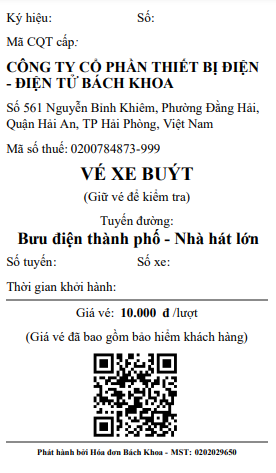 Ký hiệu: Số:
Mã CQT cấp:
CÔNG TY CỔ PHẦN THIẾT BỊ ĐIỆN
- ĐIỆN TỬ BÁCH KHOA
Số 561 Nguyễn Bỉnh Khiêm, Phường Đằng Hải,
Quận Hải An, TP Hải Phòng, Việt Nam
Mã số thuế: 0200784873-999
VÉ XE BUÝT
(Giữ vé để kiểm tra)
Tuyến đường:
Bưu điện thành phố - Nhà hát lớn
Số tuyến: Số xe:
Thời gian khởi hành:
Giá vé: 10.000 đ /lượt
(Giá vé đã bao gồm bảo hiểm khách hàng)
Phát hành bởi Hóa đơn Bách Khoa - MST: 0202029650